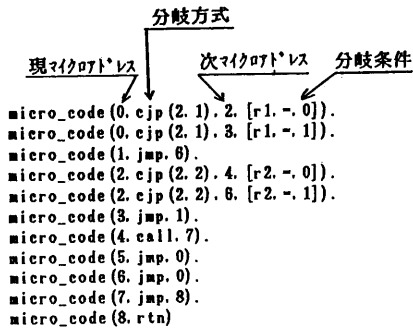 分岐方式
現マイクロアドレス 次マイクロアドレス 分岐条件
micro_code(0,cjp(2,1),2,[r1,=,0]).
micro_code(0,cjp(2,1),3,[r1,=,1]).
micro_code(1,jmp,6).
micro_code(2,cjp(2,2),4,[r2,=,0]).
micro_code(2,cjp(2,2),6,[r2,=,1]).
micro_code(3,jmp,1).
micro_code(4,call,7).
micro_code(5,jmp,0).
micro_code(6,jmp,0).
micro_code(7,jmp,8).
micro_code(8,rtn)